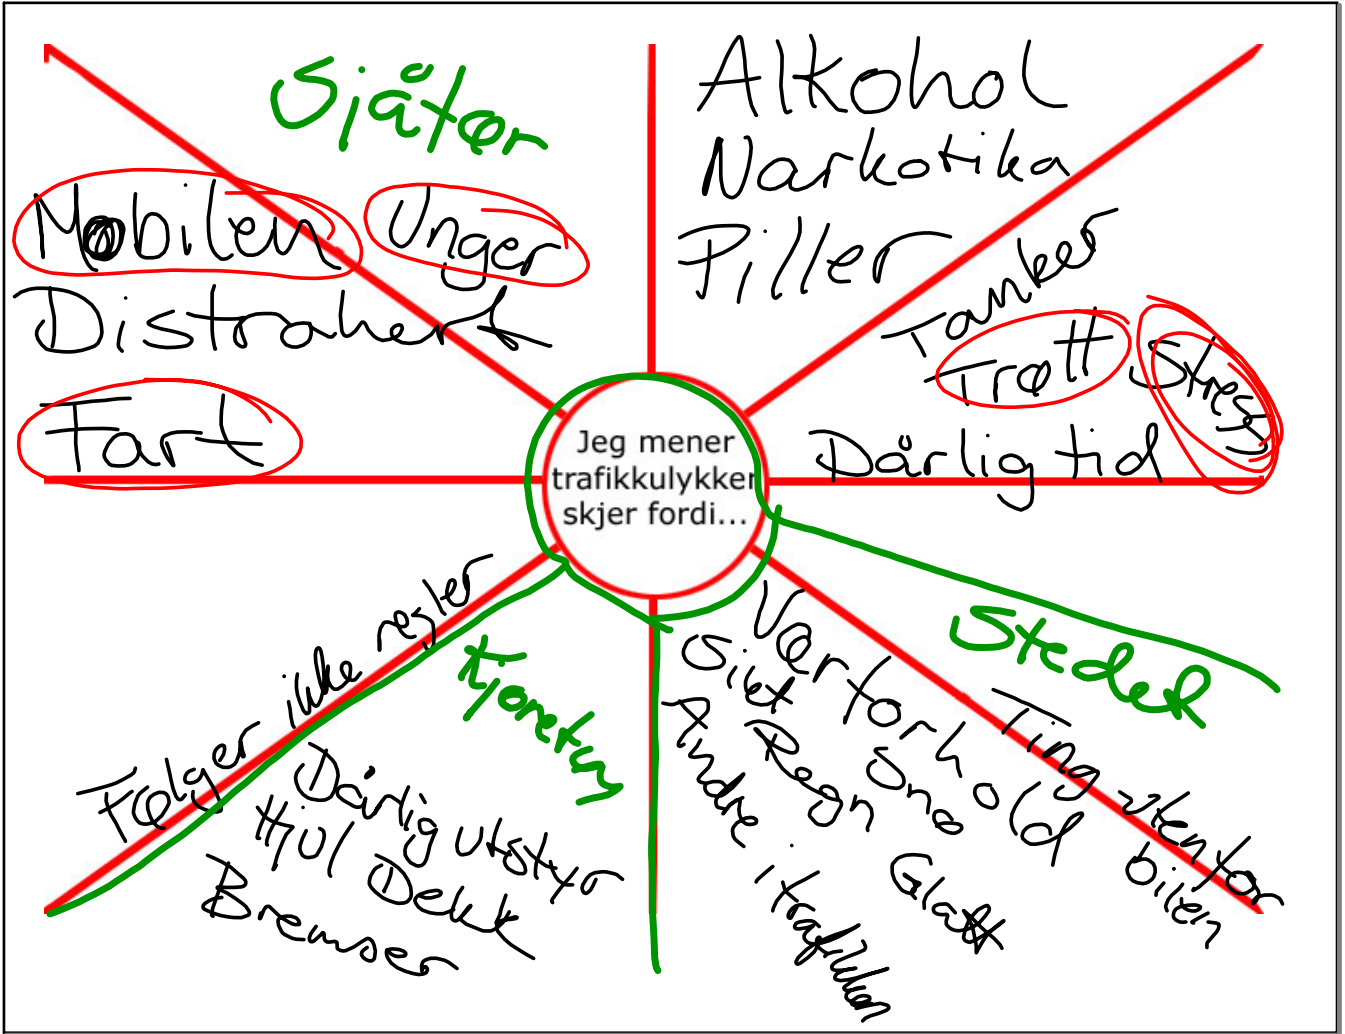 Sjåfør
Mobilen
Unger
Distrahert
Fart
Alkohol
Narkotika
Piller
Tanker
Trøtt
Stress
Dårlig tid
Jeg mener
trafikkulykker
skjer fordi...
Følger ikke regler
Kjøretøy
Dårlig utstyr
Hjul Dekk
Bremser
Stedet
Værforhold
Sikt Regn Snø Glatt
Andre i trafikken
Ting utenfor
bilen